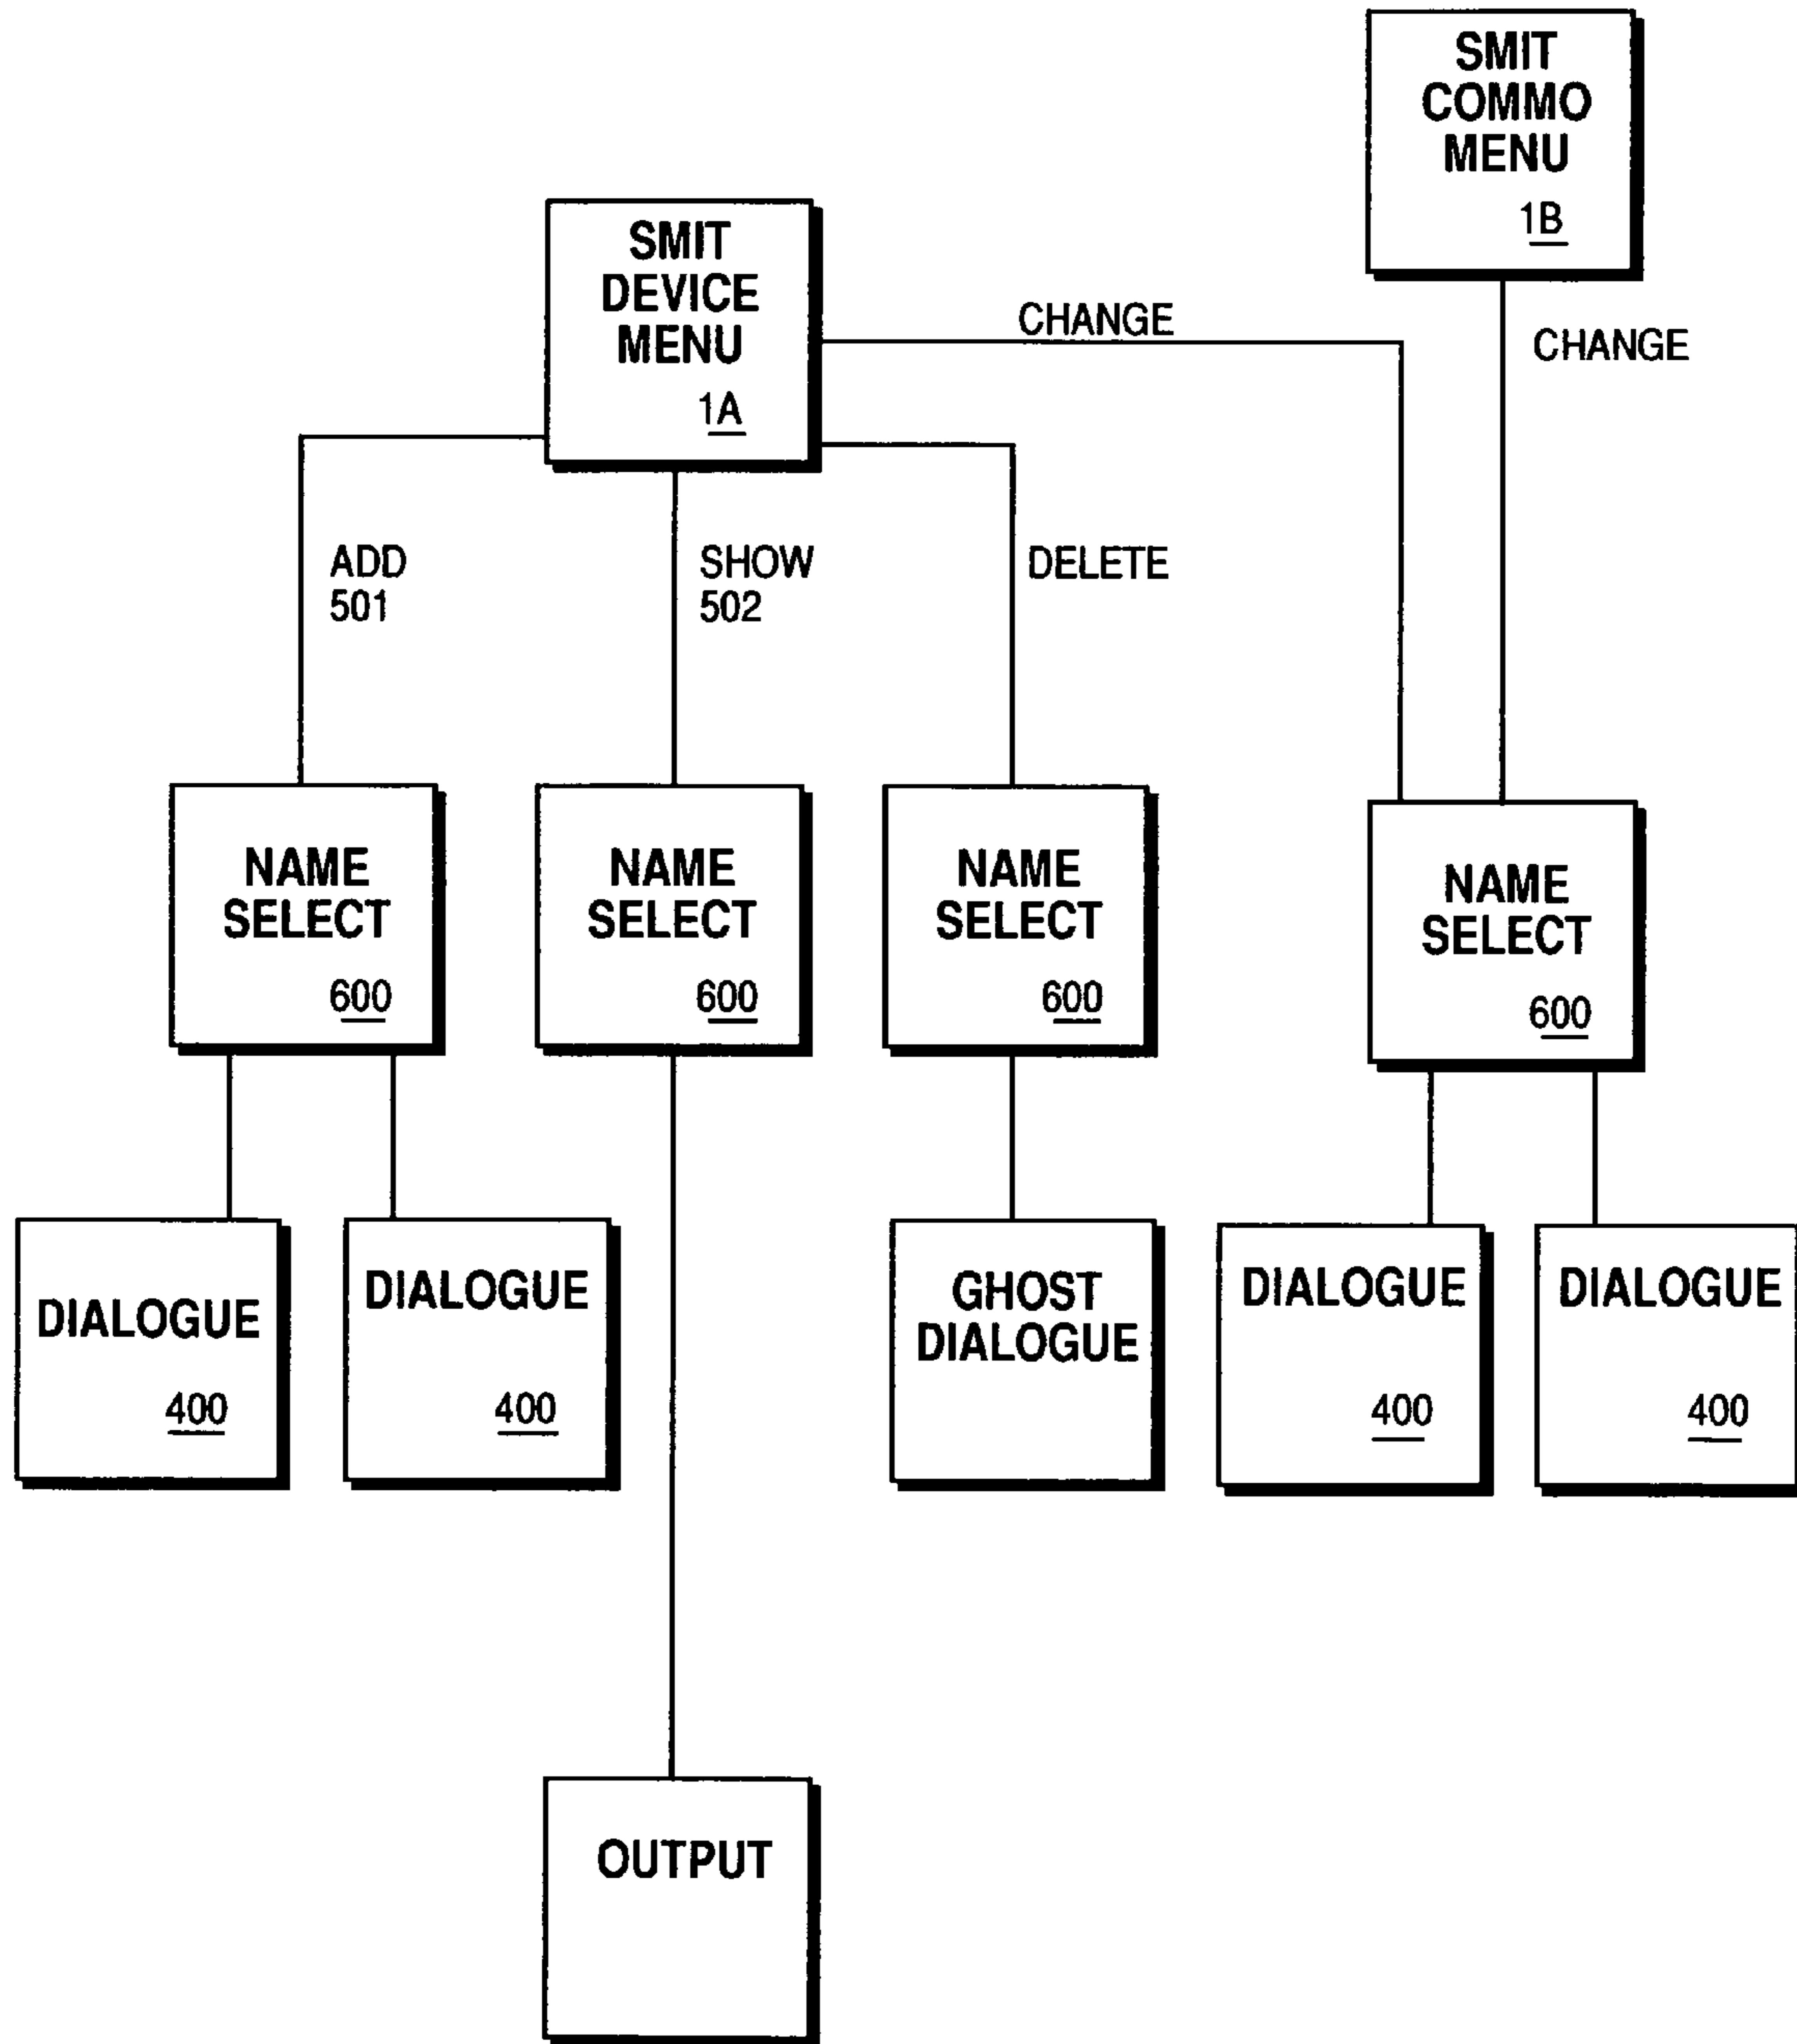 SMIT
COMMO
MENU
1B
SMIT
DEVICE
MENU
1A
CHANGE
CHANGE
ADD
501
SHOW
502
DELETE
NAME
SELECT
600
NAME
SELECT
600
NAME
SELECT
600
NAME
SELECT
600
DIALOGUE
400
DIALOGUE
400
GHOST
DIALOGUE
DIALOGUE
400
DIALOGUE
400
OUTPUT